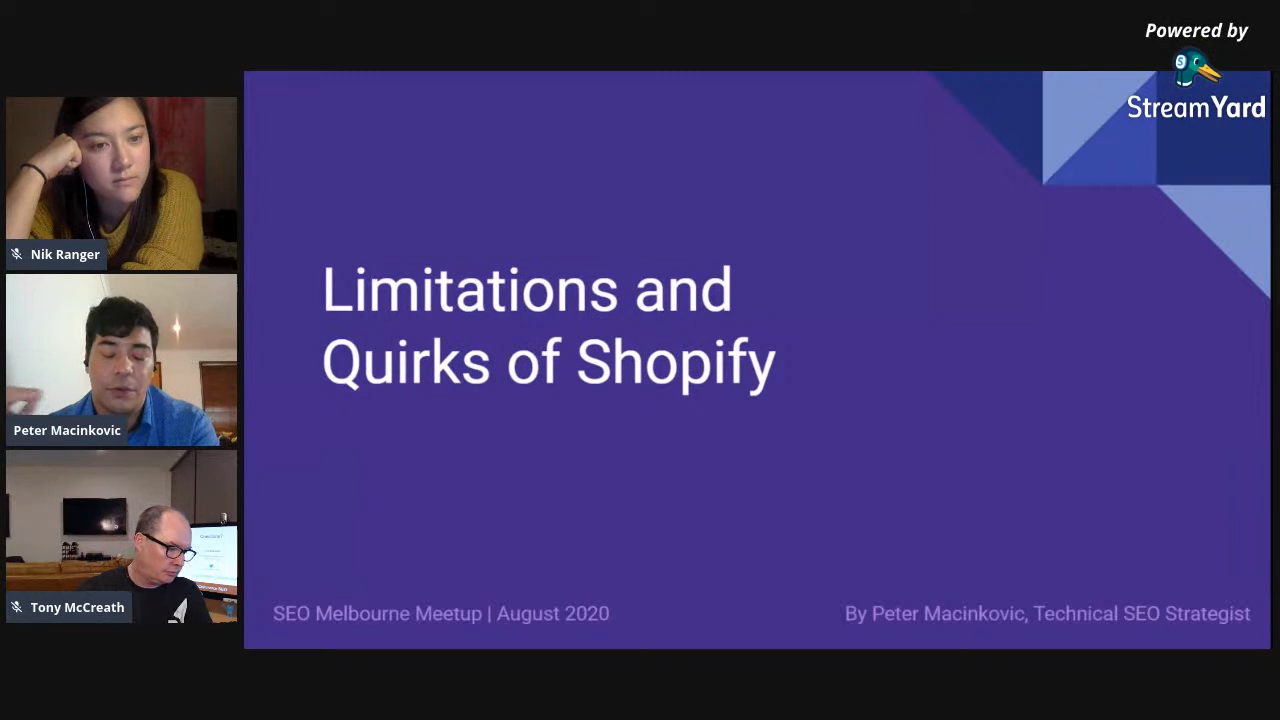 Powered by
StreamYard
Nik Ranger
Peter Macinkovic
Tony McCreath
Limitations and
Quirks of Shopify
SEO Melbourne Meetup | August 2020
By Peter Macinkovic, Technical SEO Strategist
Questions?